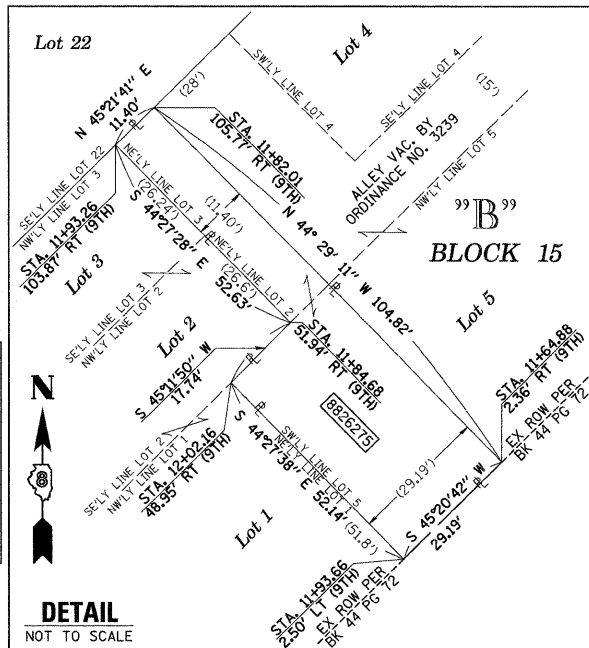 Lot 22
Lot 4
SW'LY LINE LOT 4
SE'LY LINE LOT 4
(28')
(15')
N 45°21'41" E
11.40'
STA. 11+82.01
105.77' RT (9TH)
ALLEY VAC. BY
ORDINANCE NO. 3239
NW'LY LINE LOT 5
"B"
BLOCK 15
SE'LY LINE LOT 22
NW'LY LINE LOT 3
STA. 11+93.26
103.87' RT (9TH)
NE'LY LINE LOT 3
(26.24')
S 44°27'28" E
52.63'
(11.40')
NE'LY LINE LOT 2
(26.6')
N 44° 29' 11" W 104.82'
Lot 3
SE'LY LINE LOT 3
NW'LY LINE LOT 2
Lot 2
Lot 5
S 45°11'50" W
17.74'
STA. 11+84.68
51.94' RT (9TH)
STA. 11+64.88
2.36' RT (9TH)
EX ROW PER
BK 44 PG 72
8826275
SE'LY LINE LOT 2
NW'LY LINE LOT 1
STA. 12+02.16
48.95' RT (9TH)
SW'LY LINE LOT 5
NE'LY LINE LOT 1
S 44°27'38" E 52.14'
(51.8')
(29.19')
S 45°20'42" W
29.19'
Lot 1
STA. 11+93.66
2.50' LT (9TH)
EX ROW PER
BK 44 PG 72
N
DETAIL
NOT TO SCALE